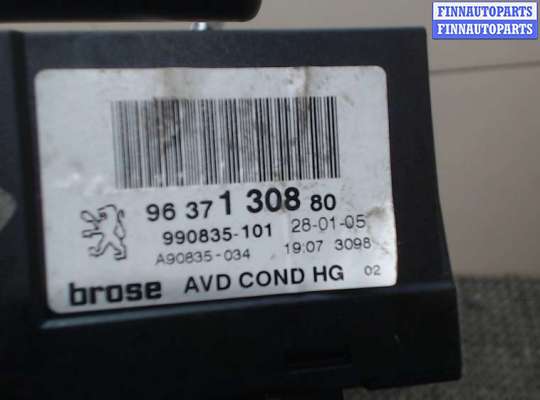 FINNAUTOPARTS
FINNAUTOPARTS
96 37 1 308 80
990835-101 28-01-05
A90835-034 19:07 3098
brose AVD COND HG 02